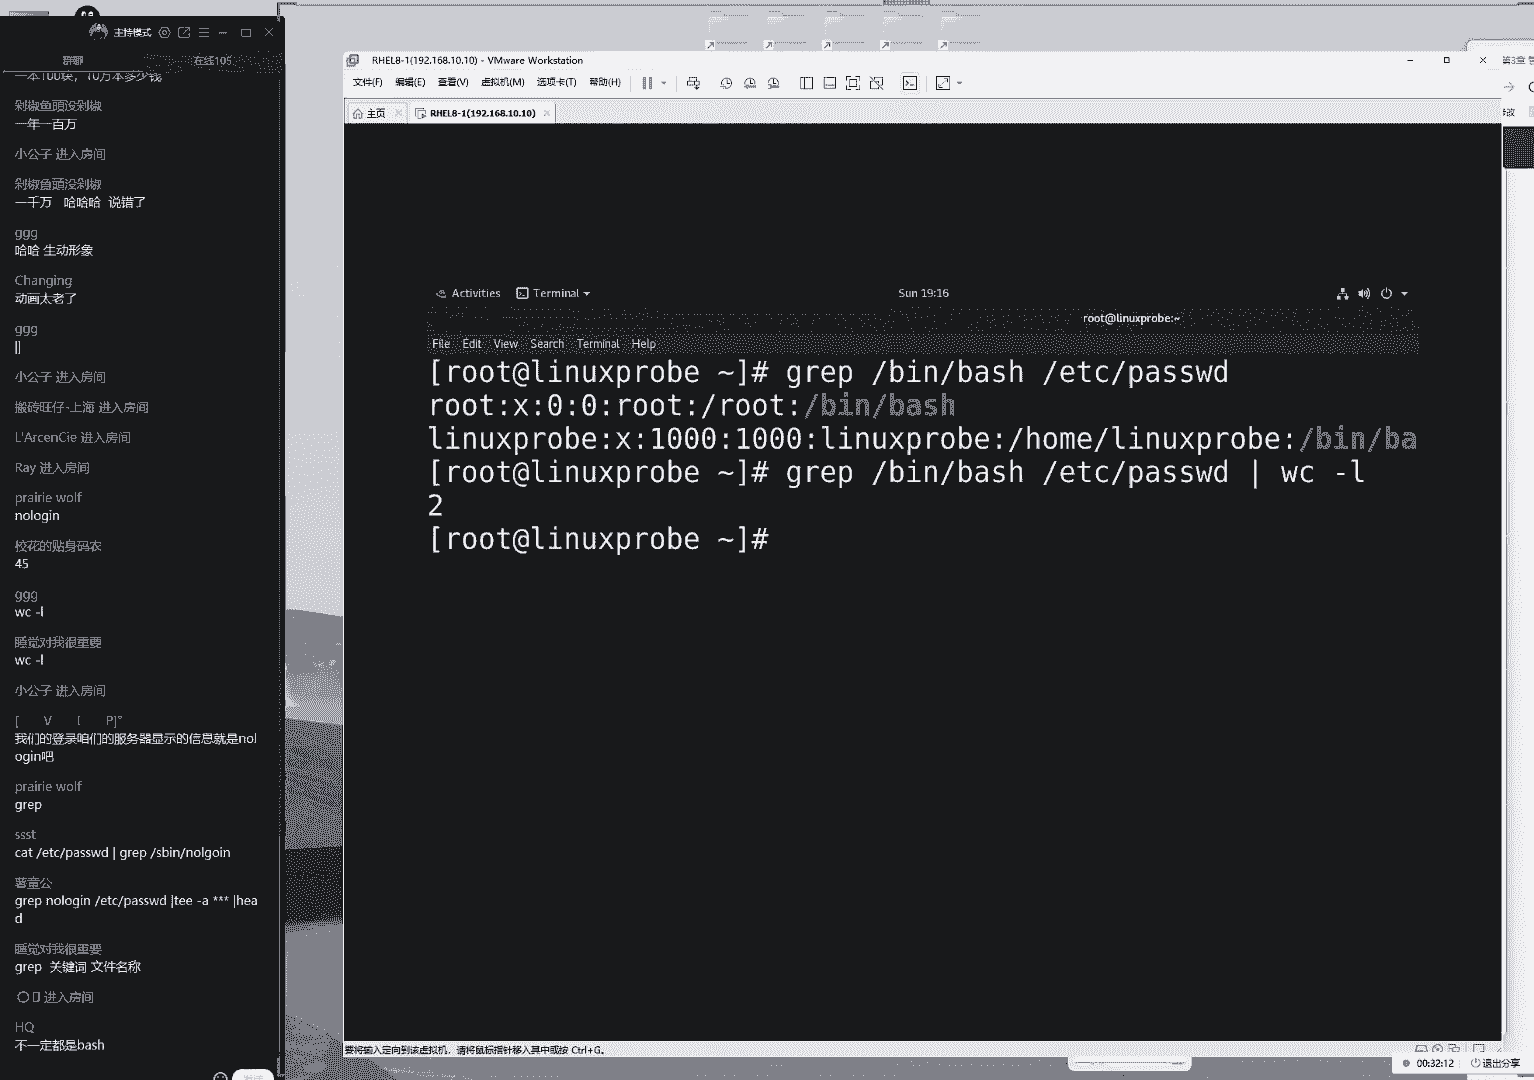 主持模式
群聊
在线105
一本100块，10万本多少钱
剁椒鱼頭没剁椒
一年一百万
小公子 进入房间
剁椒鱼頭没剁椒
一千万 哈哈哈 说错了
ggg
哈哈 生动形象
Changing
动画太老了
ggg
||
小公子 进入房间
搬砖旺仔-上海 进入房间
L'ArcenCie 进入房间
Ray 进入房间
prairie wolf
nologin
校花的贴身码农
45
ggg
wc -l
睡觉对我很重要
wc -l
小公子 进入房间
我们的登录咱们的服务器显示的信息就是nol
ogin吧
prairie wolf
grep
ssst
cat /etc/passwd | grep /sbin/nolgoin
薯童公
grep nologin /etc/passwd |tee -a *** |hea
d
睡觉对我很重要
grep 关键词 文件名称
进入房间
HQ
不一定都是bash
RHEL8-1(192.168.10.10) - VMware Workstation
文件(F) 编辑(E) 查看(V) 虚拟机(M) 选项卡(T) 帮助(H)
主页
RHEL8-1(192.168.10.10)
Activities
Terminal
Sun 19:16
root@linuxprobe:~
File Edit View Search Terminal Help
[root@linuxprobe ~]# grep /bin/bash /etc/passwd
root:x:0:0:root:/root:/bin/bash
linuxprobe:x:1000:1000:linuxprobe:/home/linuxprobe:/bin/ba
[root@linuxprobe ~]# grep /bin/bash /etc/passwd | wc -l
2
[root@linuxprobe ~]#
要将输入定向到该虚拟机，请将鼠标指针移入其中或按 Ctrl+G。
第3章
00:32:12
退出分享